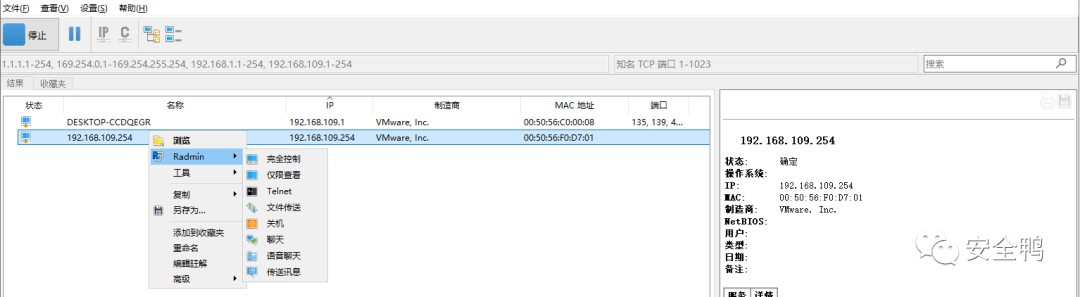 文件(F) 查看(V) 设置(S) 帮助(H)
停止 IP C
1.1.1.1-254, 169.254.0.1-169.254.255.254, 192.168.1.1-254, 192.168.109.1-254 知名 TCP 端口 1-1023 搜索
结果 收藏夹
状态 名称 IP 制造商 MAC 地址 端口
DESKTOP-CCDQEGR 192.168.109.1 VMware, Inc. 00:50:56:C0:00:08 135, 139, 4...
192.168.109.254 192.168.109.254 VMware, Inc. 00:50:56:F0:D7:01
浏览
Radmin
工具
复制
另存为...
添加到收藏夹
重命名
编辑註解
高级
完全控制
仅限查看
Telnet
文件传送
关机
聊天
语音聊天
传送讯息
192.168.109.254
状态: 确定
操作系统:
IP: 192.168.109.254
MAC: 00:50:56:F0:D7:01
制造商: VMware, Inc.
NetBIOS:
用户:
类型:
日期:
备注:
服务 详情
安全鸭